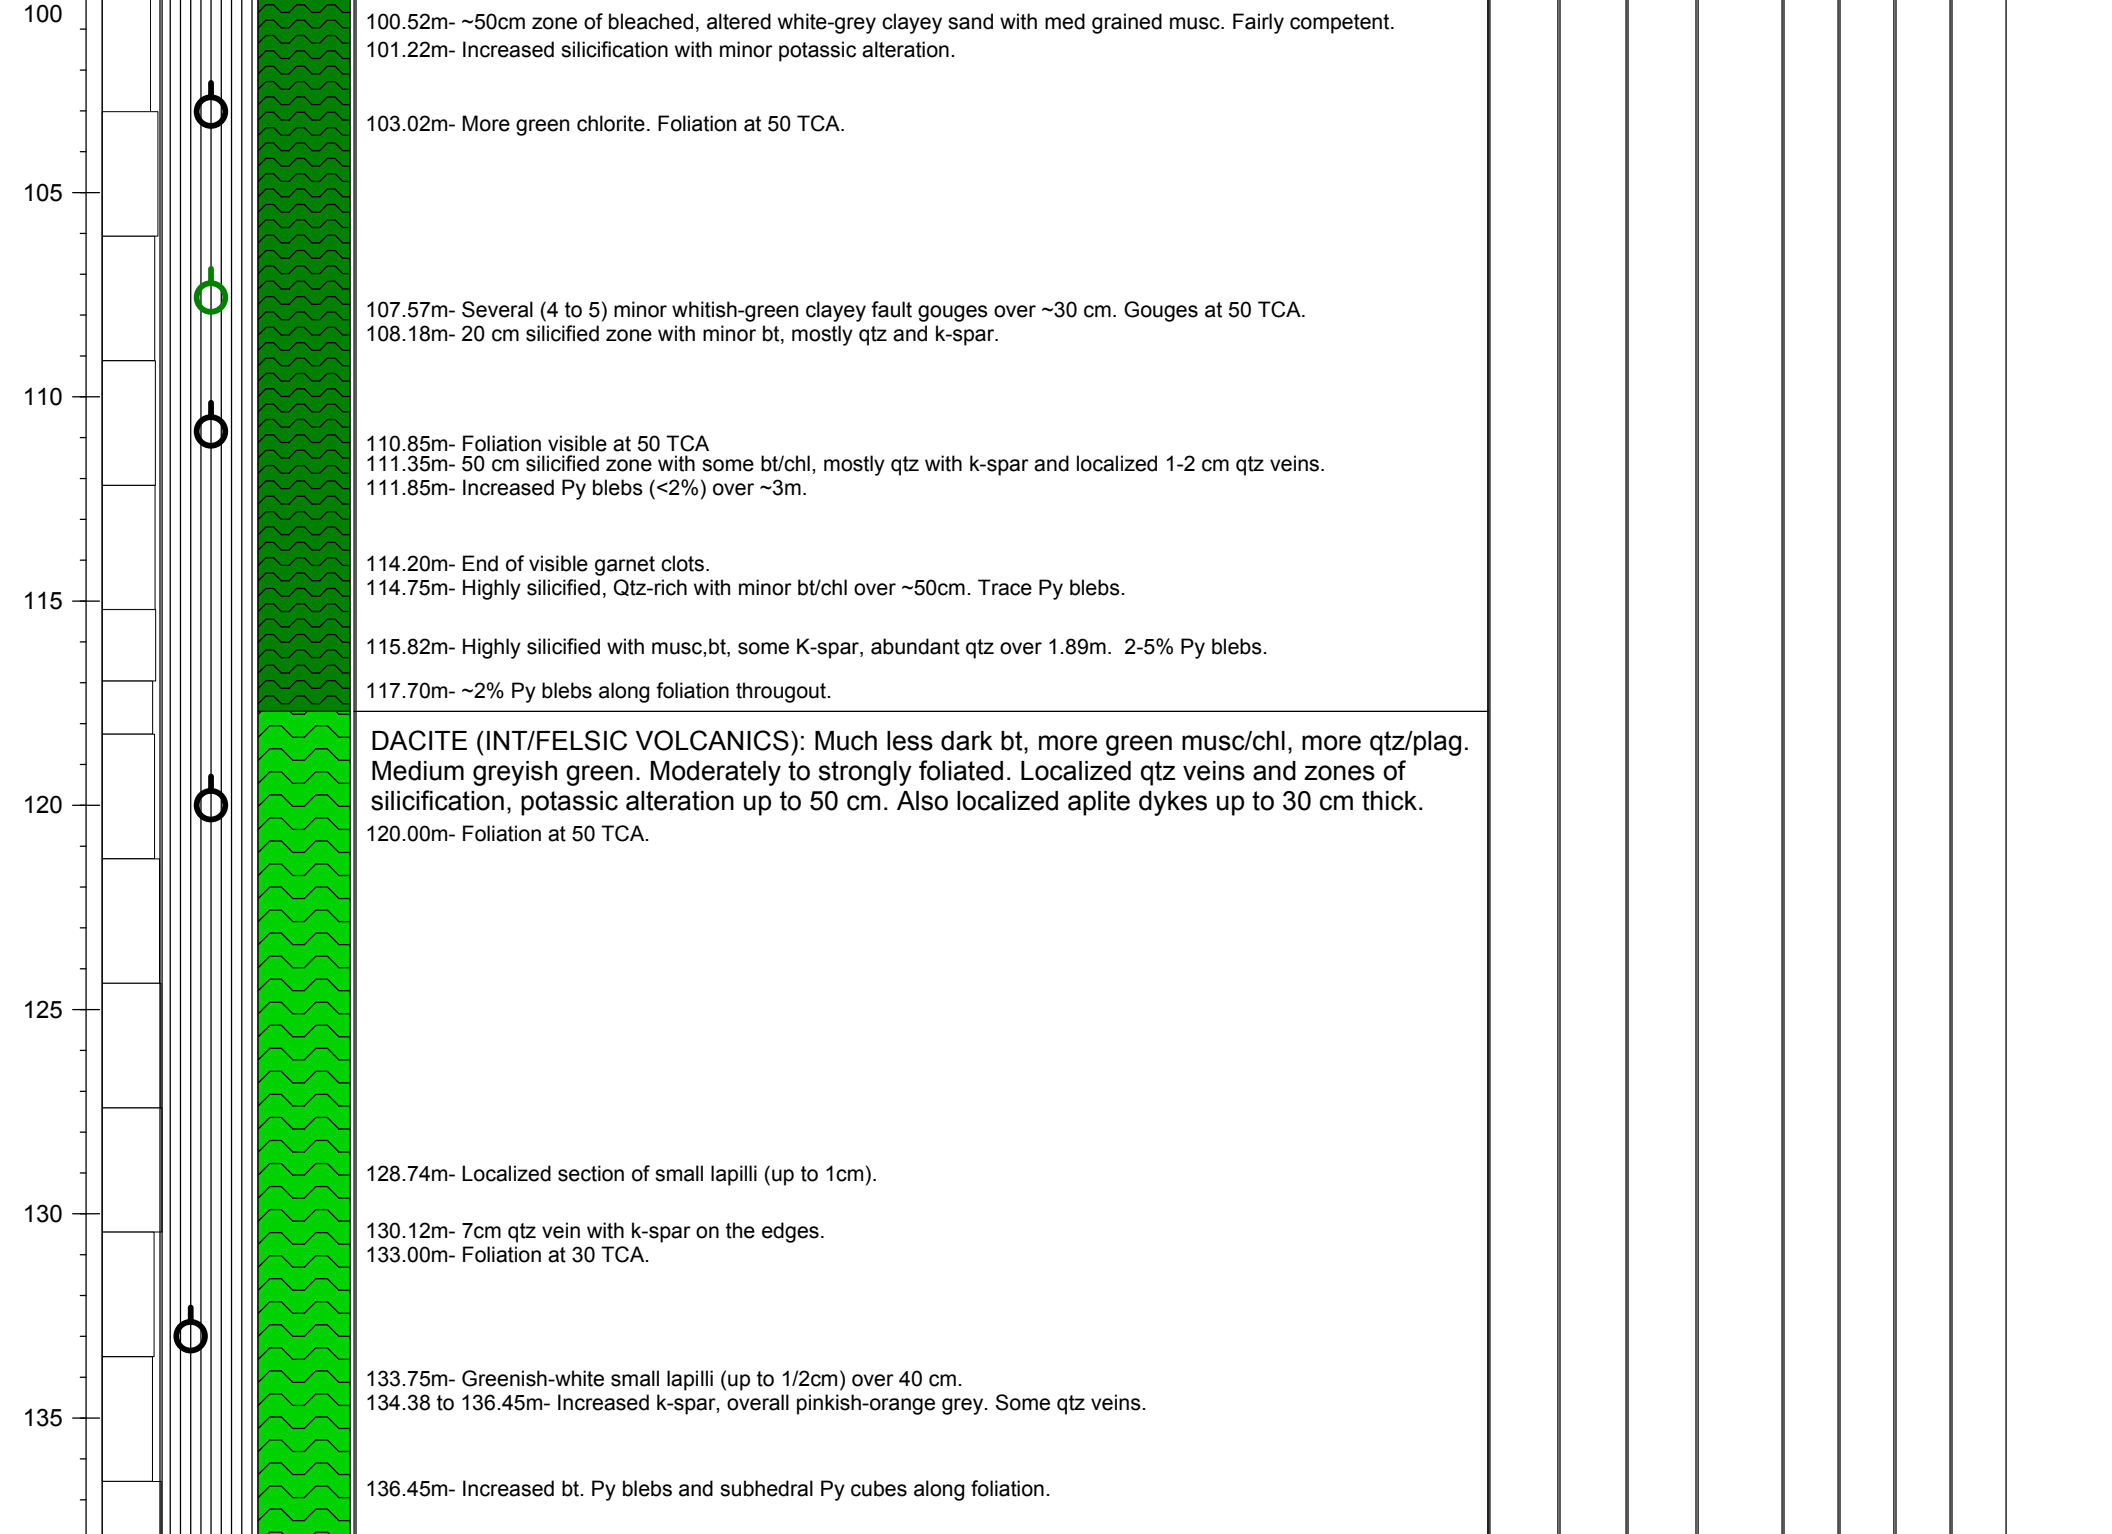 100
100.52m- ~50cm zone of bleached, altered white-grey clayey sand with med grained musc. Fairly competent.
101.22m- Increased silicification with minor potassic alteration.
103.02m- More green chlorite. Foliation at 50 TCA.
105
107.57m- Several (4 to 5) minor whitish-green clayey fault gouges over ~30 cm. Gouges at 50 TCA.
108.18m- 20 cm silicified zone with minor bt, mostly qtz and k-spar.
110
110.85m- Foliation visible at 50 TCA
111.35m- 50 cm silicified zone with some bt/chl, mostly qtz with k-spar and localized 1-2 cm qtz veins.
111.85m- Increased Py blebs (<2%) over ~3m.
114.20m- End of visible garnet clots.
114.75m- Highly silicified, Qtz-rich with minor bt/chl over ~50cm. Trace Py blebs.
115
115.82m- Highly silicified with musc,bt, some K-spar, abundant qtz over 1.89m.  2-5% Py blebs.
117.70m- ~2% Py blebs along foliation througout.
DACITE (INT/FELSIC VOLCANICS): Much less dark bt, more green musc/chl, more qtz/plag.
Medium greyish green. Moderately to strongly foliated. Localized qtz veins and zones of
silicification, potassic alteration up to 50 cm. Also localized aplite dykes up to 30 cm thick.
120
120.00m- Foliation at 50 TCA.
125
128.74m- Localized section of small lapilli (up to 1cm).
130
130.12m- 7cm qtz vein with k-spar on the edges.
133.00m- Foliation at 30 TCA.
133.75m- Greenish-white small lapilli (up to 1/2cm) over 40 cm.
134.38 to 136.45m- Increased k-spar, overall pinkish-orange grey. Some qtz veins.
135
136.45m- Increased bt. Py blebs and subhedral Py cubes along foliation.